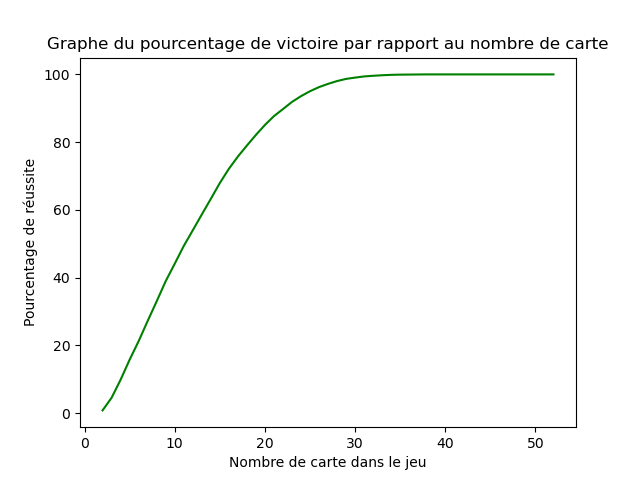 Graphe du pourcentage de victoire par rapport au nombre de carte
100
80
60
40
20
0
Pourcentage de réussite
0 10 20 30 40 50
Nombre de carte dans le jeu